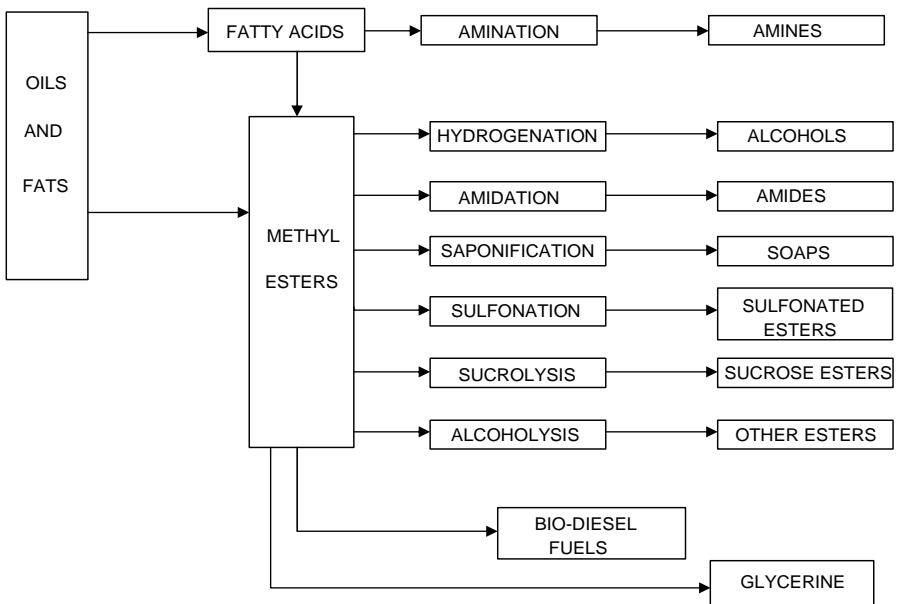 OILS
AND
FATS
FATTY ACIDS
AMINATION
AMINES
METHYL
ESTERS
HYDROGENATION
ALCOHOLS
AMIDATION
AMIDES
SAPONIFICATION
SOAPS
SULFONATION
SULFONATED
ESTERS
SUCROLYSIS
SUCROSE ESTERS
ALCOHOLYSIS
OTHER ESTERS
BIO-DIESEL
FUELS
GLYCERINE